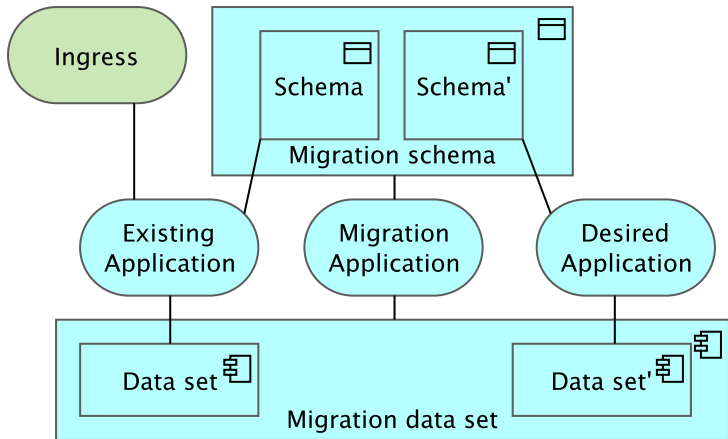 Ingress
Schema
Schema'
Migration schema
Existing
Application
Migration
Application
Desired
Application
Data set
Data set'
Migration data set